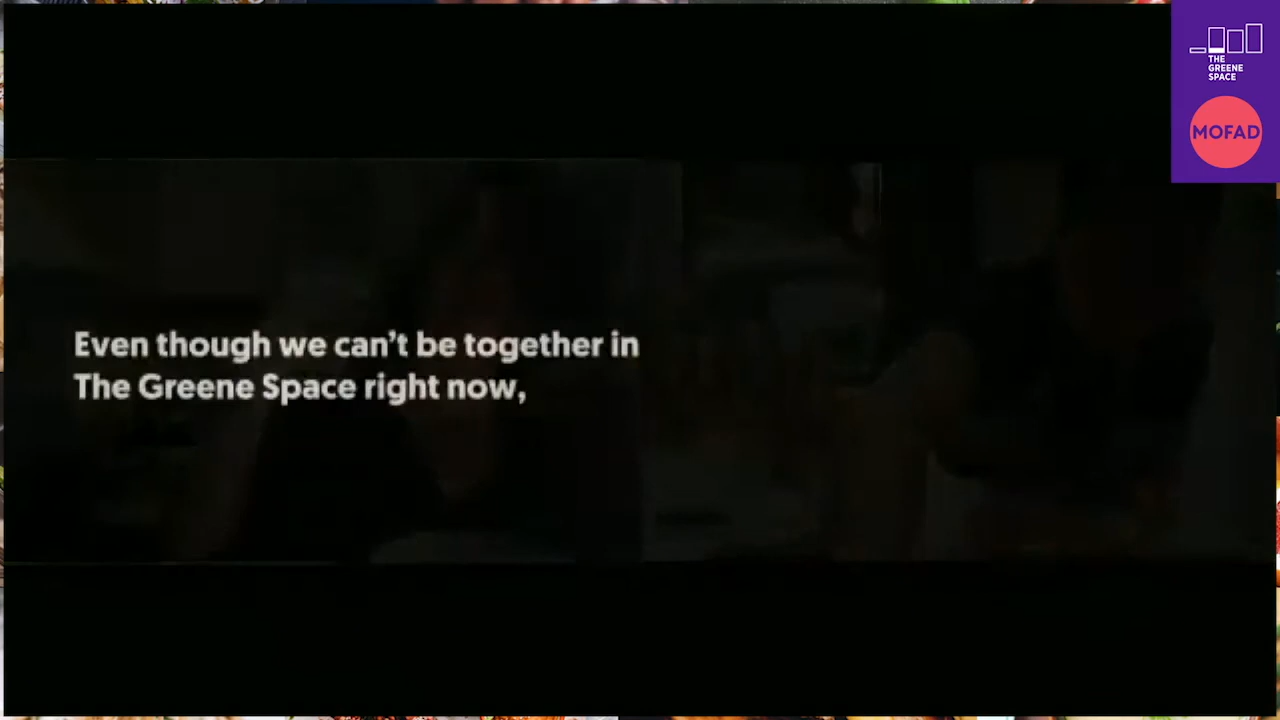 THE
GREENE
SPACE
MOFAD
Even though we can't be together in
The Greene Space right now,